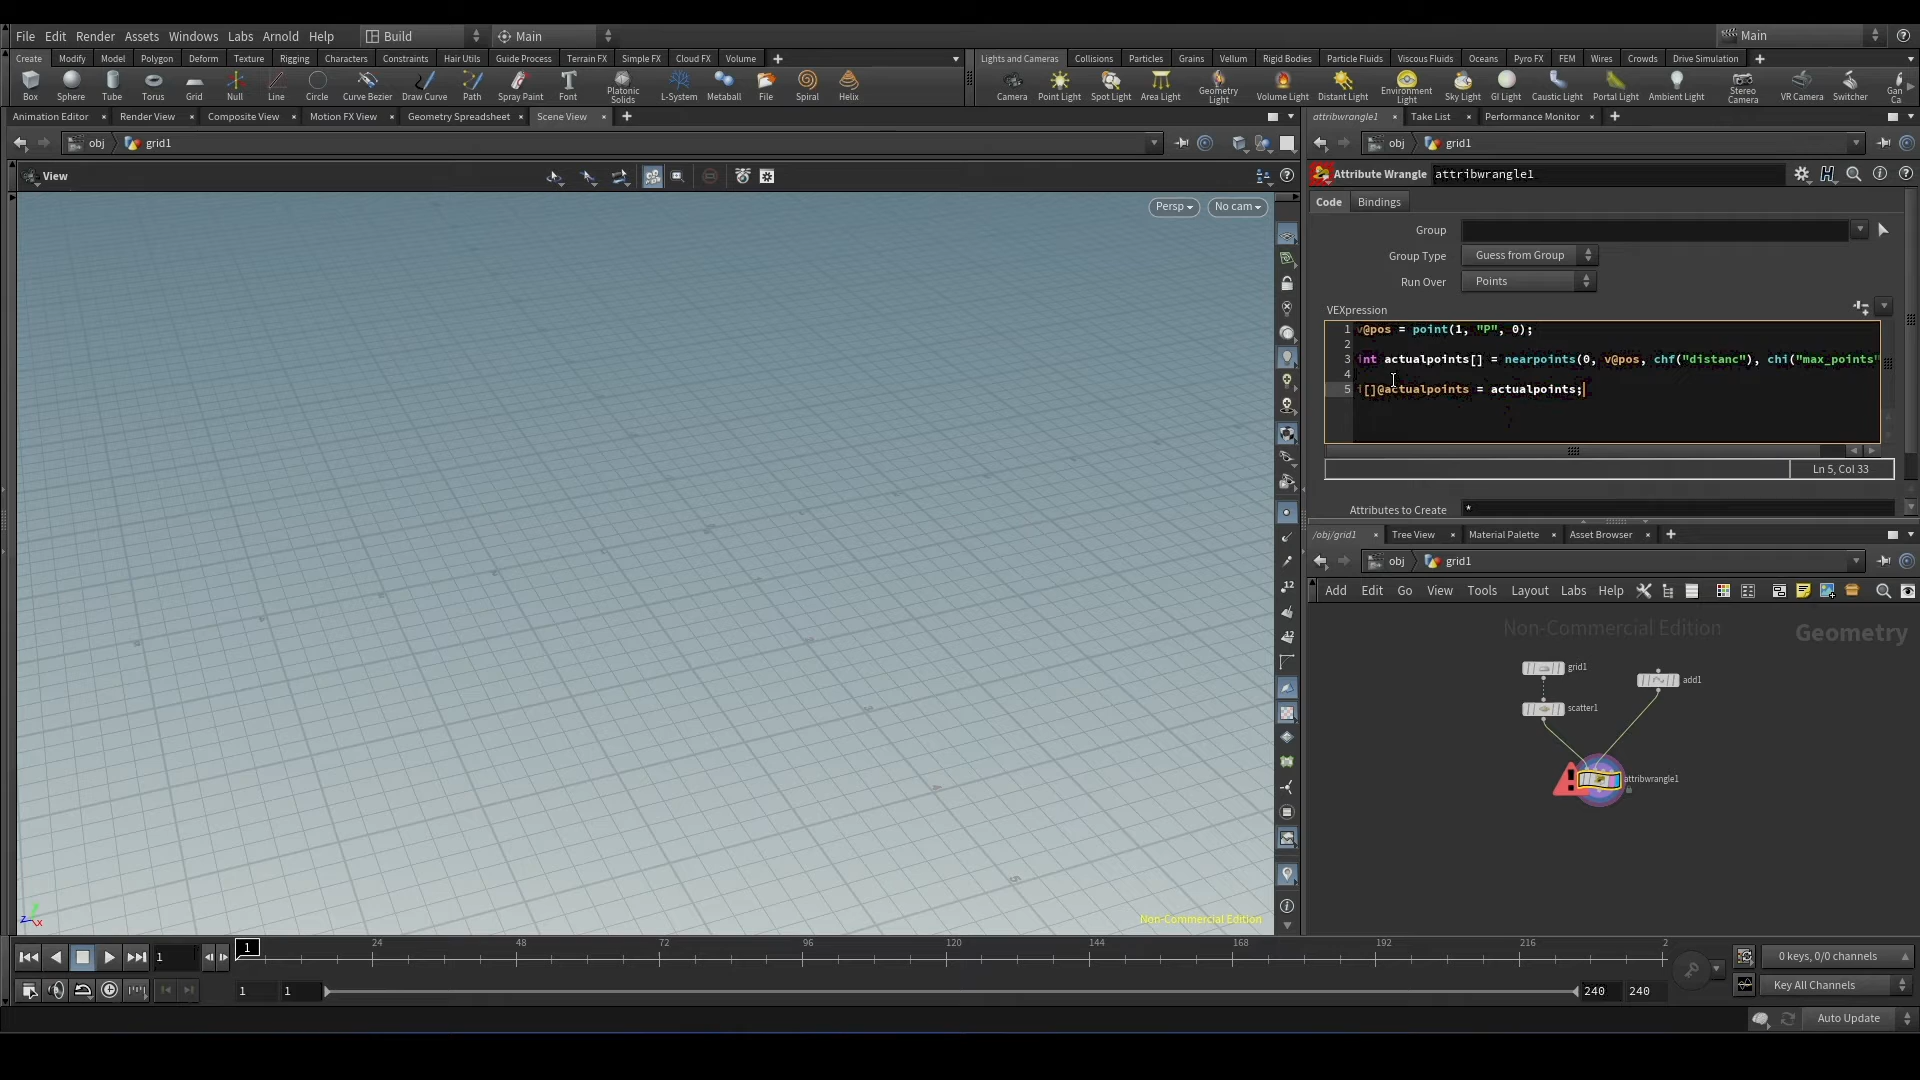 File Edit Render Assets Windows Labs Arnold Help Build Main Main
Create Modify Model Polygon Deform Texture Rigging Characters Constraints Hair Utils Guide Process Terrain FX Simple FX Cloud FX Volume
Lights and Cameras Collisions Particles Grains Vellum Rigid Bodies Particle Fluids Viscous Fluids Oceans Pyro FX FEM Wires Crowds Drive Simulation
Box Sphere Tube Torus Grid Null Line Circle Curve Bezier Draw Curve Path Spray Paint Font Platonic Solids L-System Metaball File Spiral Helix
Camera Point Light Spot Light Area Light Geometry Light Volume Light Distant Light Environment Light Sky Light GI Light Caustic Light Portal Light Ambient Light Stereo Camera VR Camera Switcher Gan Ca
Animation Editor Render View Composite View Motion FX View Geometry Spreadsheet Scene View
attribwrangle1 Take List Performance Monitor
obj grid1
obj grid1
View
Attribute Wrangle attribwrangle1
Persp No cam
Code Bindings
Group
Group Type Guess from Group
Run Over Points
VEXpression
1 v@pos = point(1, "P", 0);
2
3 int actualpoints[] = nearpoints(0, v@pos, chf("distanc"), chi("max_points"
4
5 i[]@actualpoints = actualpoints;
Ln 5, Col 33
Attributes to Create *
/obj/grid1 Tree View Material Palette Asset Browser
obj grid1
Add Edit Go View Tools Layout Labs Help
Non-Commercial Edition Geometry
grid1
add1
scatter1
attribwrangle1
Non-Commercial Edition
1 1 24 48 72 96 120 144 168 192 216 2
0 keys, 0/0 channels
1 1 240 240
Key All Channels
Auto Update